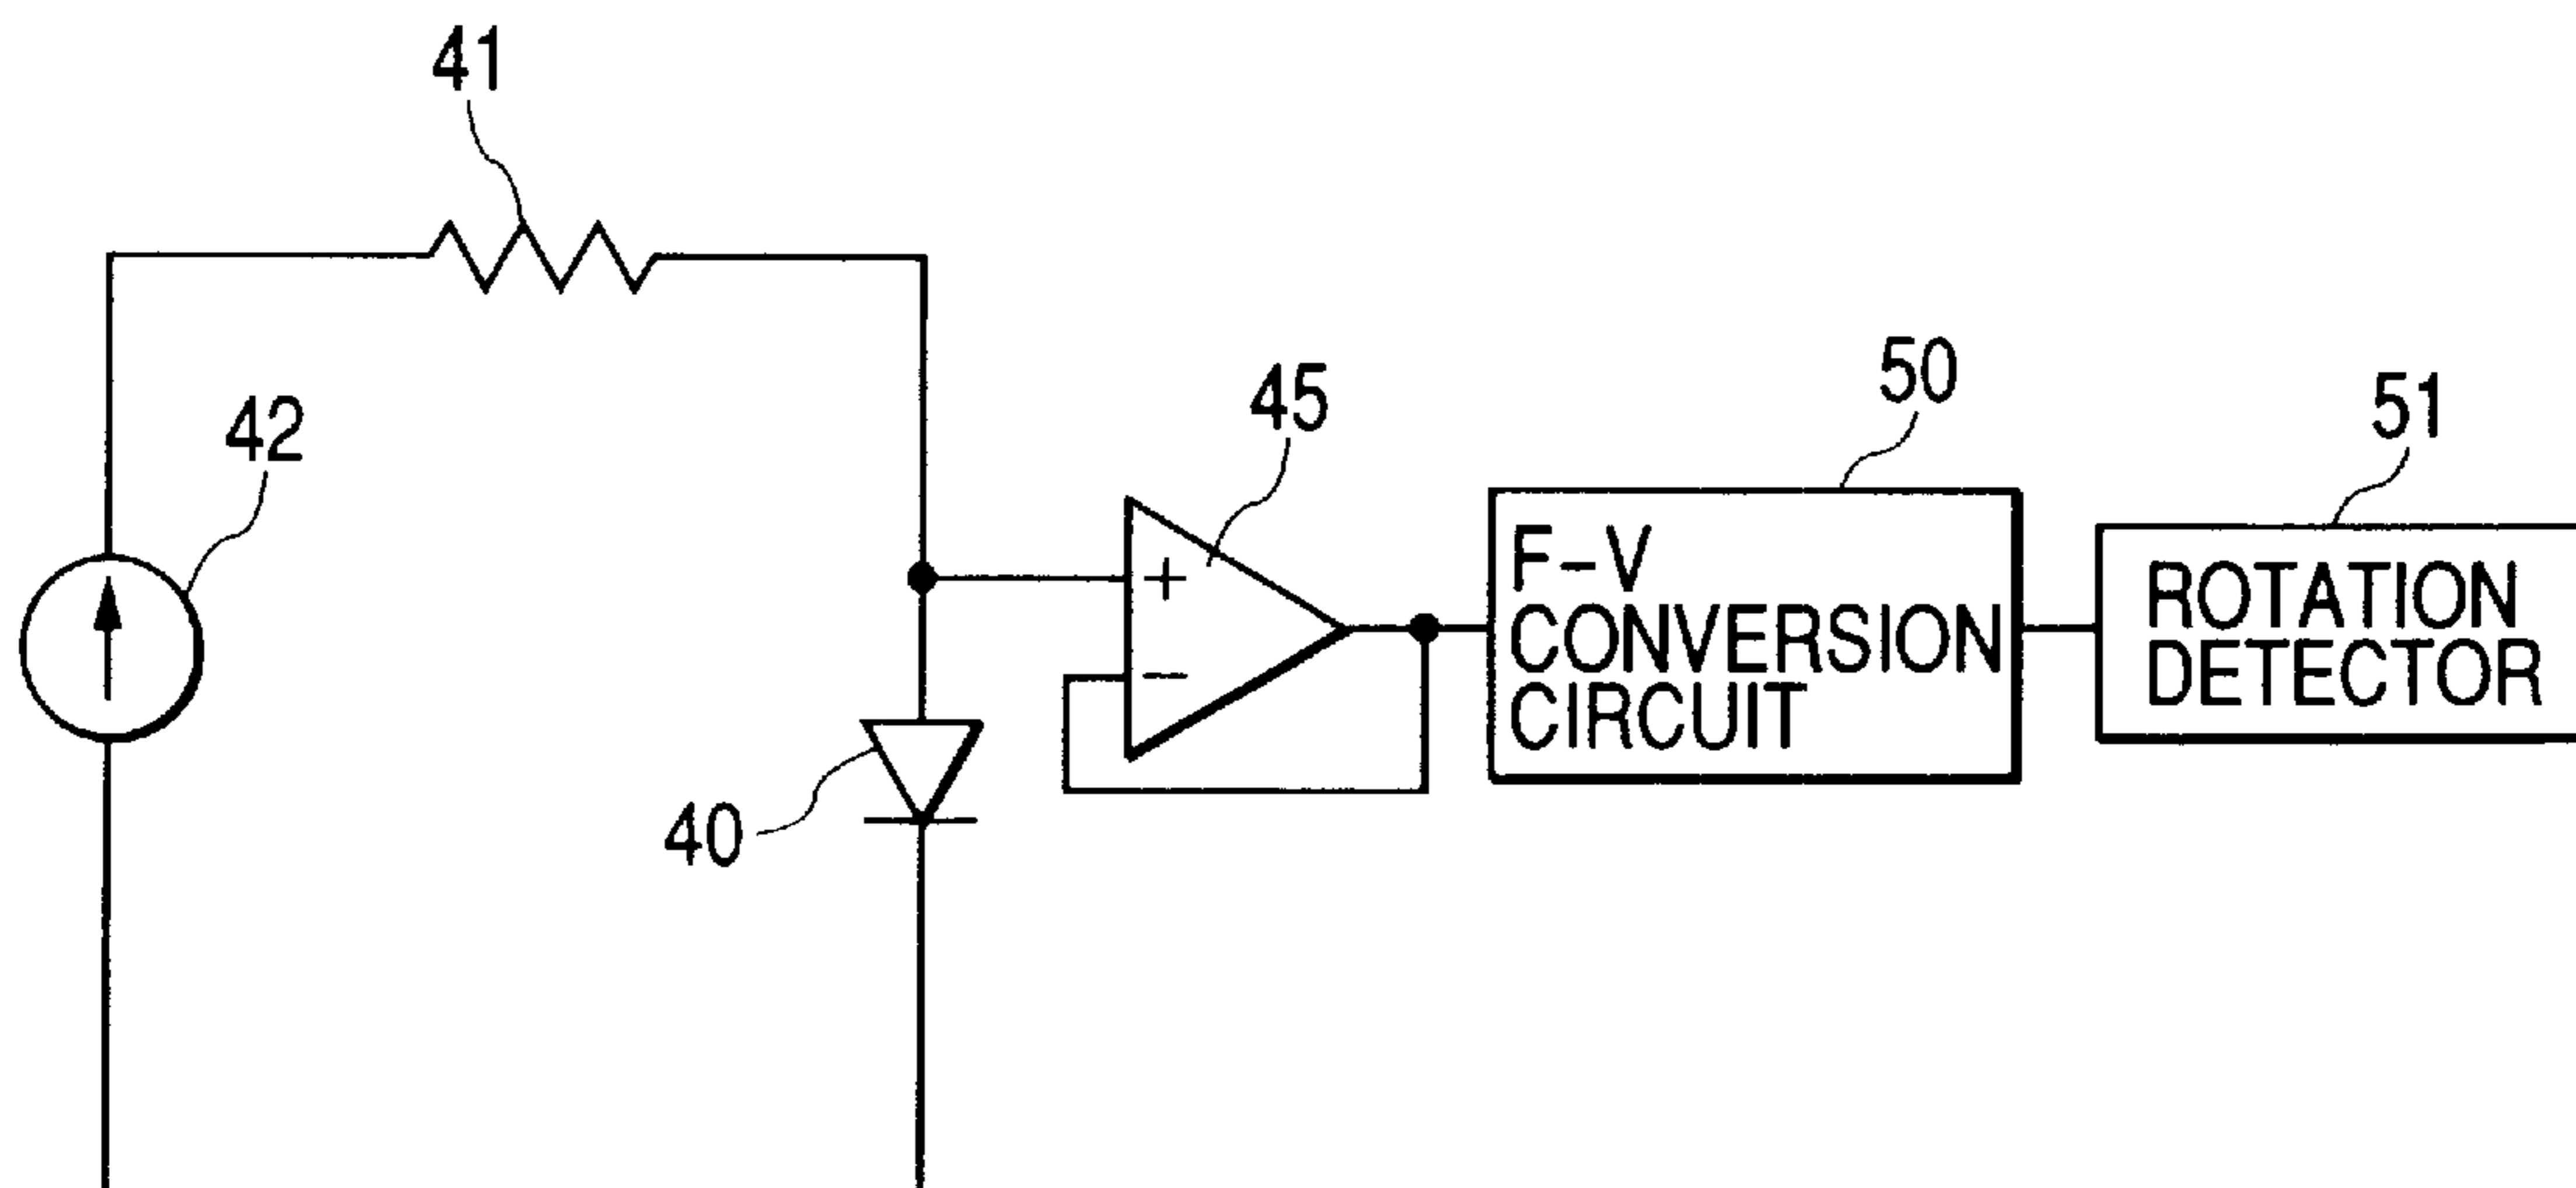 41
42
45
50
51
+
−
F-V
CONVERSION
CIRCUIT
ROTATION
DETECTOR
40